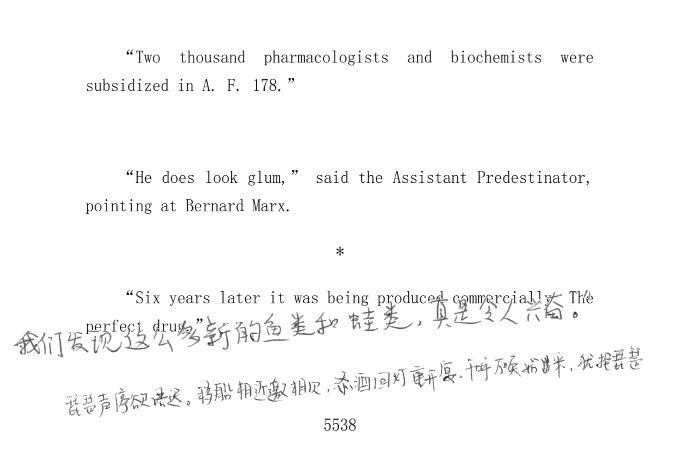 “Two thousand pharmacologists and biochemists were
subsidized in A. F. 178.”
“He does look glum,” said the Assistant Predestinator,
pointing at Bernard Marx.
*
“Six years later it was being produced commercially. The
perfect drug.”
我们发现这么多新的鱼类和蛙类，真是令人兴奋。
琵琶声停欲语迟。移船相近邀相见，添酒回灯重开宴。千呼万唤始出来，犹抱琵琶
5538